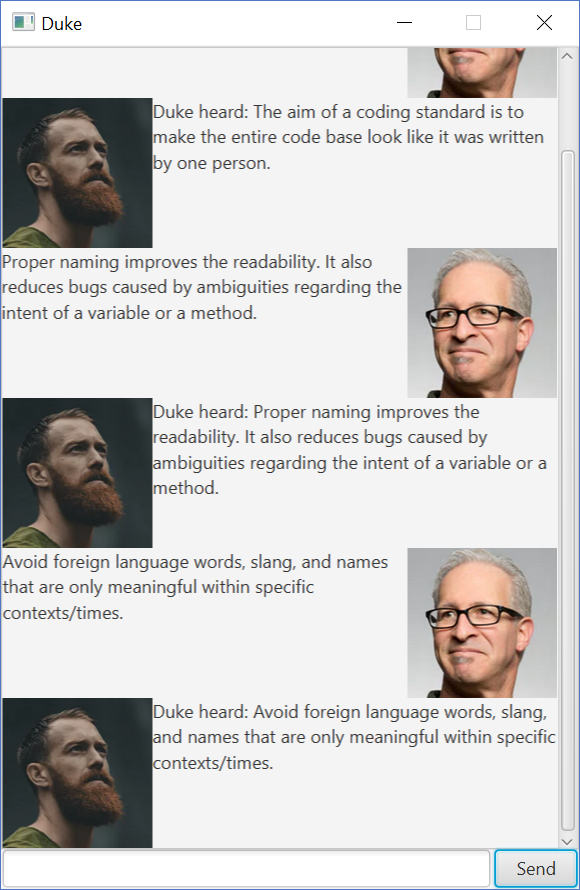 Duke
Duke heard: The aim of a coding standard is to
make the entire code base look like it was written
by one person.
Proper naming improves the readability. It also
reduces bugs caused by ambiguities regarding the
intent of a variable or a method.
Duke heard: Proper naming improves the
readability. It also reduces bugs caused by
ambiguities regarding the intent of a variable or a
method.
Avoid foreign language words, slang, and names
that are only meaningful within specific
contexts/times.
Duke heard: Avoid foreign language words, slang,
and names that are only meaningful within specific
contexts/times.
Send